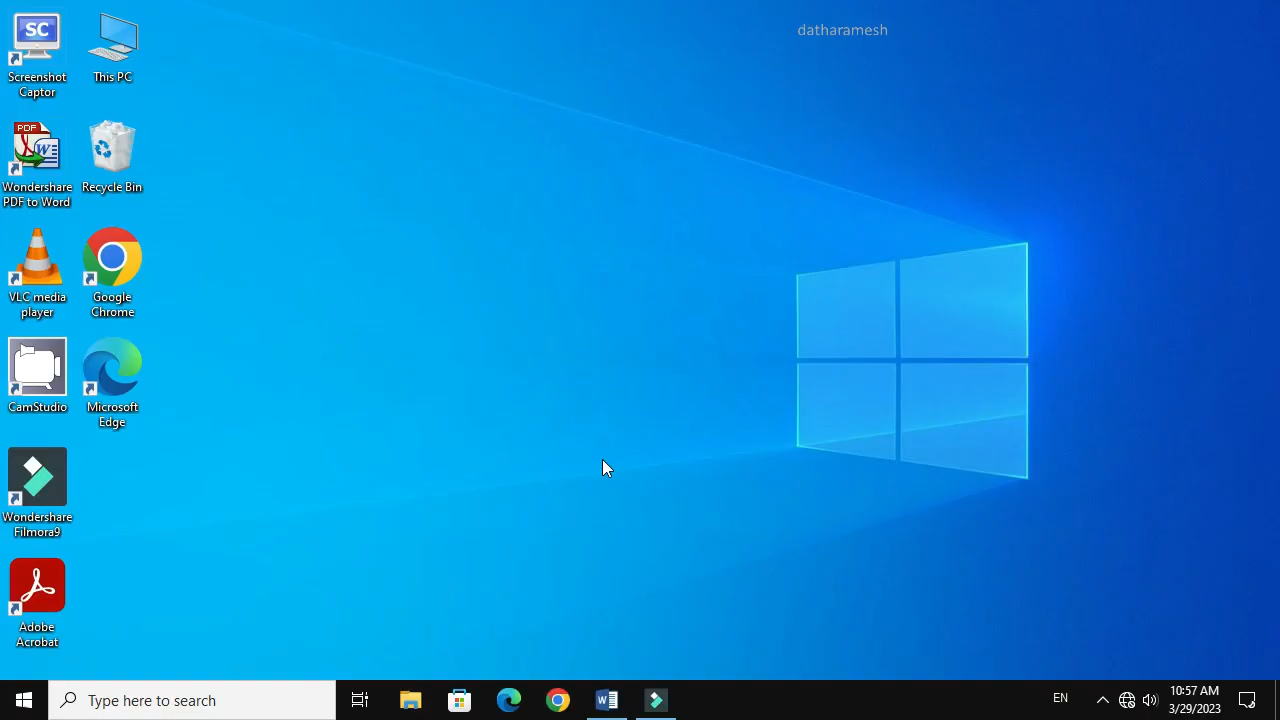 datharamesh
SC
Screenshot
Captor
This PC
PDF
W
Wondershare
PDF to Word
Recycle Bin
VLC media
player
Google
Chrome
CamStudio
Microsoft
Edge
Wondershare
Filmora9
Adobe
Acrobat
Type here to search
W
EN
10:57 AM
3/29/2023